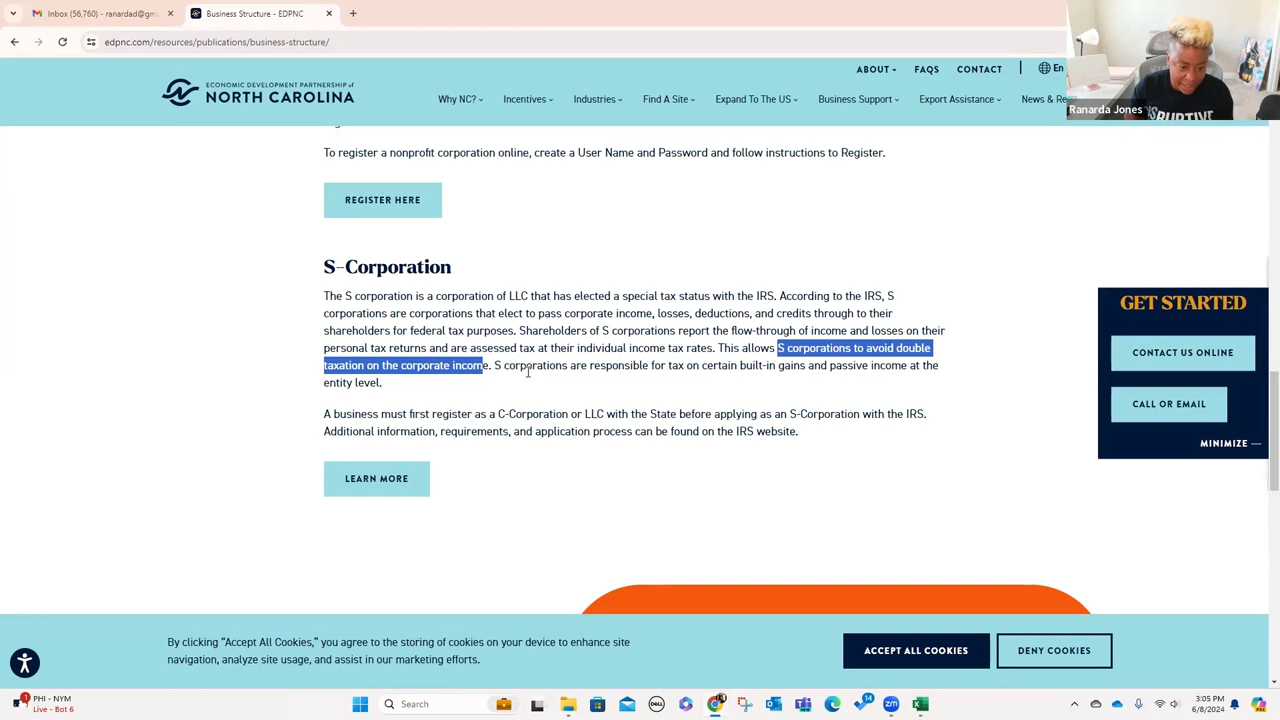 Inbox (56,760) - ranardad@gm
Business Structure - EDPNC
edpnc.com/resources/publications/business-structure/
ECONOMIC DEVELOPMENT PARTNERSHIP of
NORTH CAROLINA
ABOUT
FAQS
CONTACT
En
Why NC?
Incentives
Industries
Find A Site
Expand To The US
Business Support
Export Assistance
News & Re
Ranarda Jones
To register a nonprofit corporation online, create a User Name and Password and follow instructions to Register.
REGISTER HERE
S-Corporation
The S corporation is a corporation of LLC that has elected a special tax status with the IRS. According to the IRS, S
corporations are corporations that elect to pass corporate income, losses, deductions, and credits through to their
shareholders for federal tax purposes. Shareholders of S corporations report the flow-through of income and losses on their
personal tax returns and are assessed tax at their individual income tax rates. This allows S corporations to avoid double
taxation on the corporate income. S corporations are responsible for tax on certain built-in gains and passive income at the
entity level.
A business must first register as a C-Corporation or LLC with the State before applying as an S-Corporation with the IRS.
Additional information, requirements, and application process can be found on the IRS website.
LEARN MORE
GET STARTED
CONTACT US ONLINE
CALL OR EMAIL
MINIMIZE —
By clicking “Accept All Cookies,” you agree to the storing of cookies on your device to enhance site
navigation, analyze site usage, and assist in our marketing efforts.
ACCEPT ALL COOKIES
DENY COOKIES
1
PHI - NYM
Live - Bot 6
Search
DELL
14
3:05 PM
6/8/2024